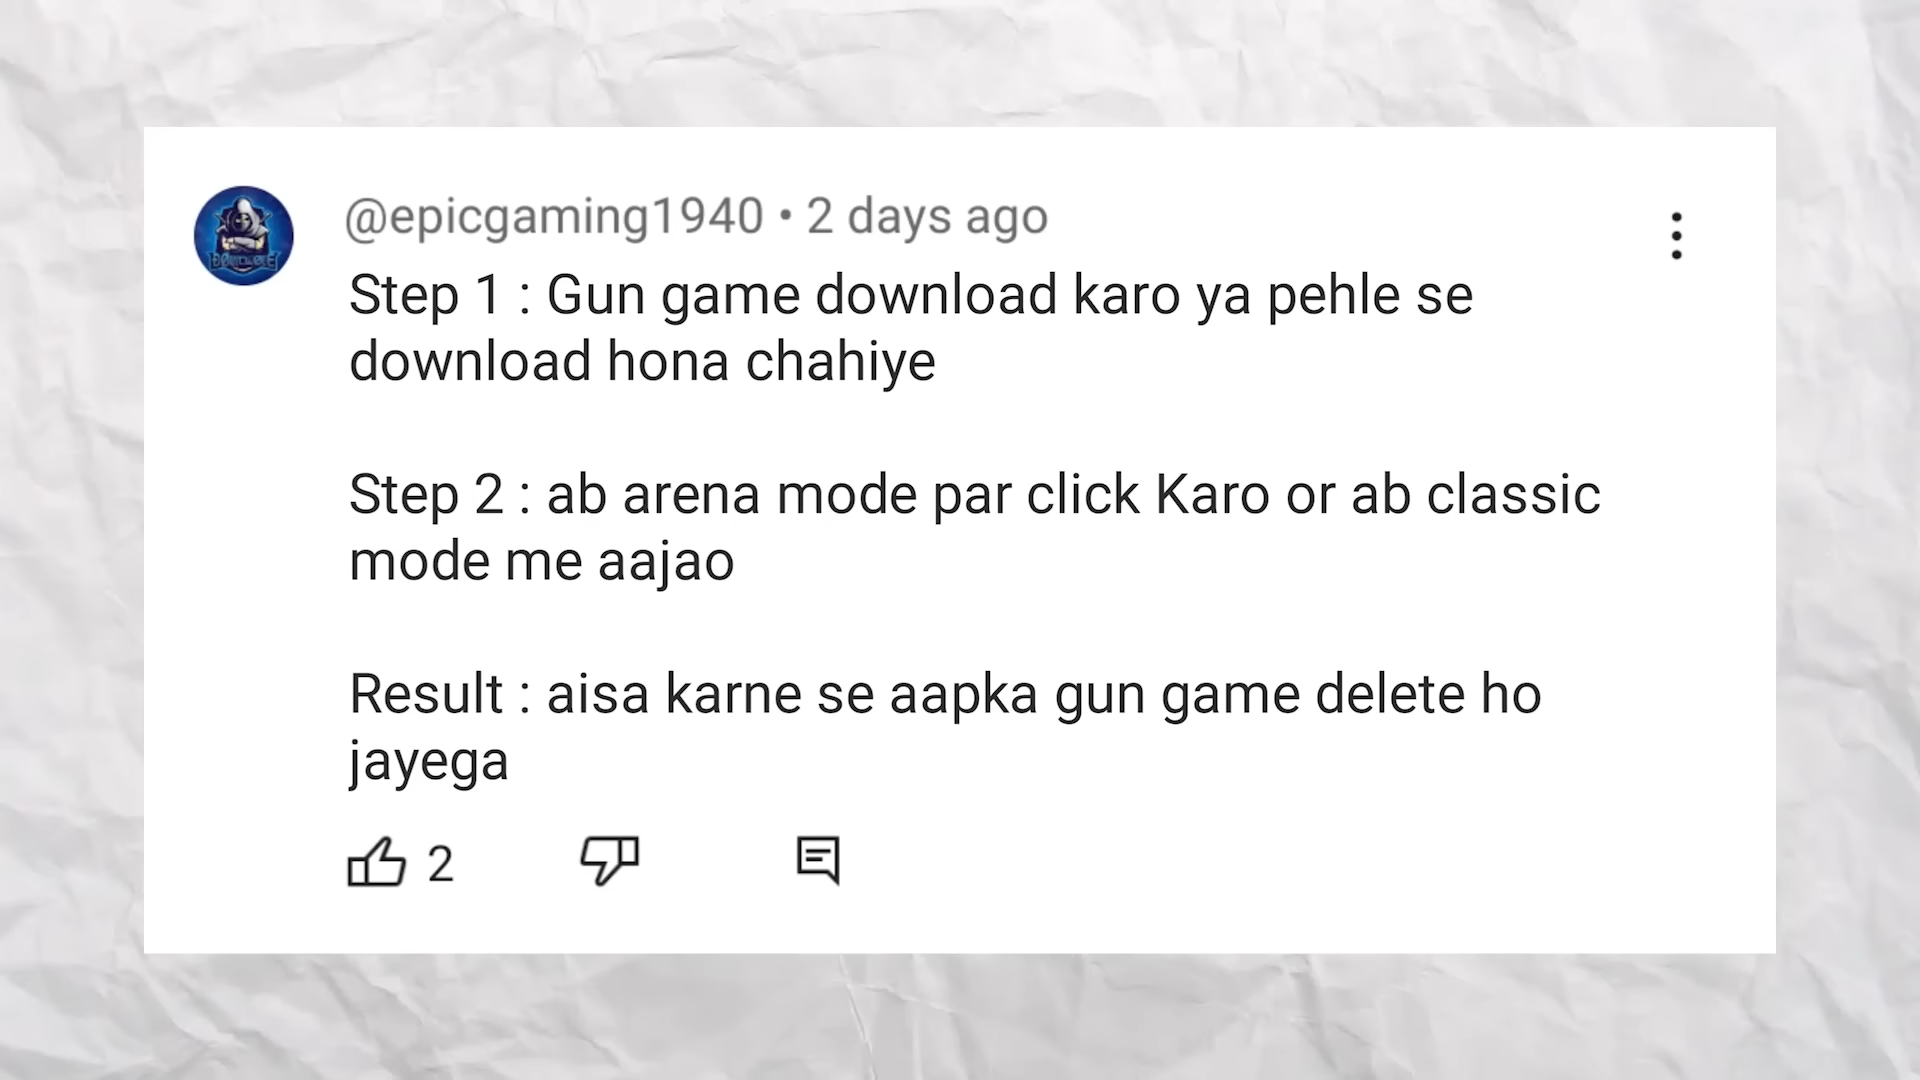 @epicgaming1940 • 2 days ago
Step 1 : Gun game download karo ya pehle se
download hona chahiye
Step 2 : ab arena mode par click Karo or ab classic
mode me aajao
Result : aisa karne se aapka gun game delete ho
jayega
2